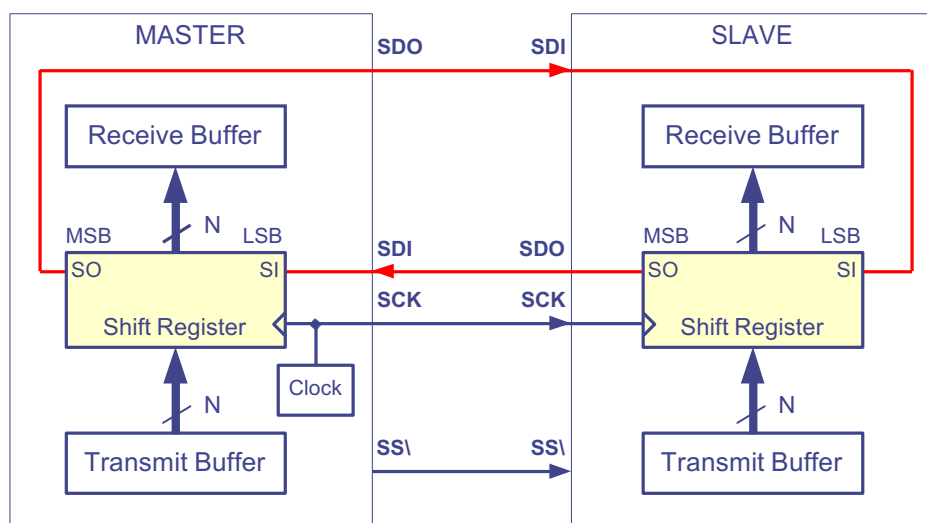 MASTER
SLAVE
SDO
SDI
Receive Buffer
Receive Buffer
N
N
MSB
LSB
SDI
SDO
MSB
LSB
SO
SI
SO
SI
SCK
SCK
Shift Register
Shift Register
Clock
N
N
Transmit Buffer
SS\
SS\
Transmit Buffer